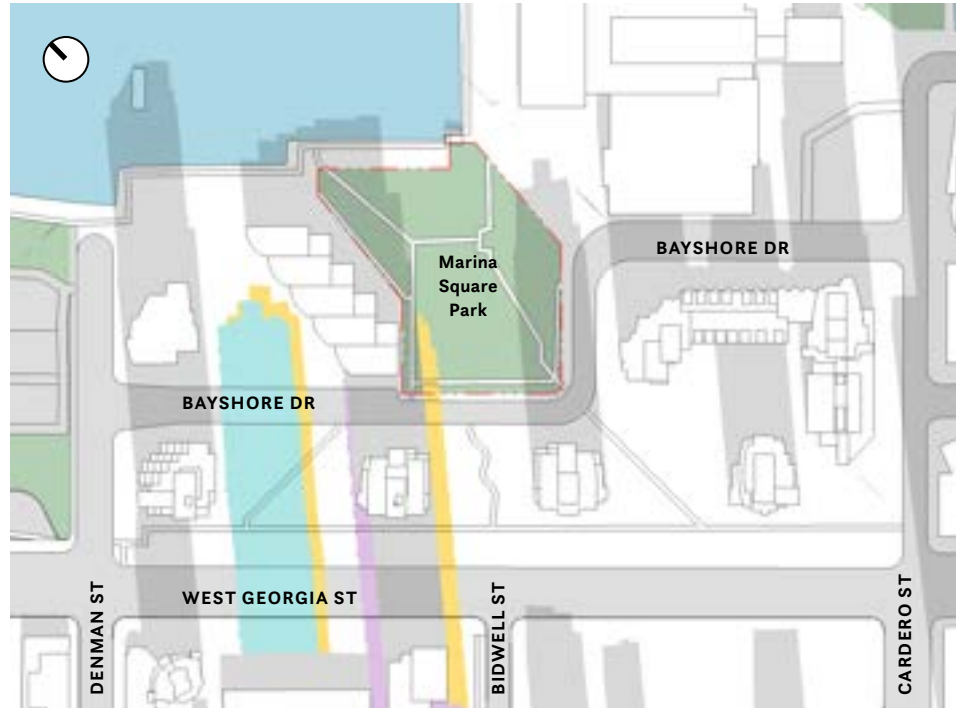 BAYSHORE DR
Marina
Square
Park
BAYSHORE DR
WEST GEORGIA ST
DENMAN ST
BIDWELL ST
CARDERO ST